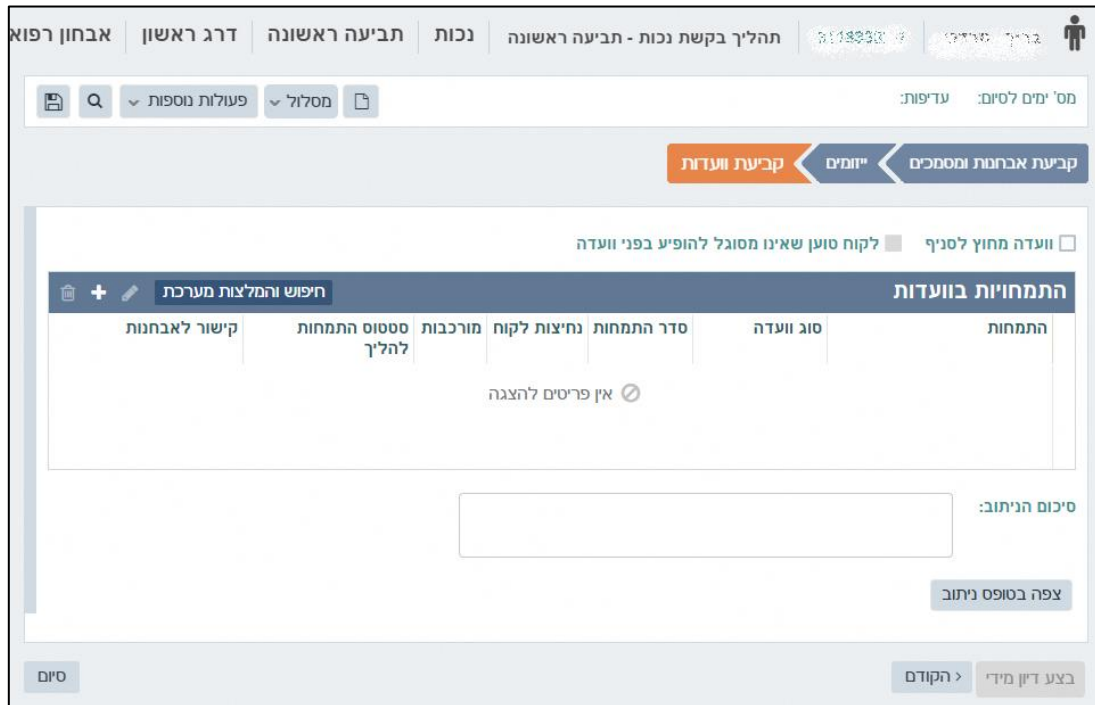 תהליך בקשת נכות - תביעה ראשונה נכות תביעה ראשונה דרג ראשון אבחון רפוא
מס' ימים לסיום: עדיפות: מסלול פעולות נוספות
קביעת אבחנות ומסמכים ייזומים קביעת וועדות
וועדה מחוץ לסניף לקוח טוען שאינו מסוגל להופיע בפני וועדה
התמחויות בוועדות חיפוש והמלצות מערכת
התמחות סוג וועדה סדר התמחות נחיצות לקוח מורכבות סטטוס התמחות קישור לאבחנות
להליך
אין פריטים להצגה
סיכום הניתוב:
צפה בטופס ניתוב
בצע דיון מידי < הקודם סיום